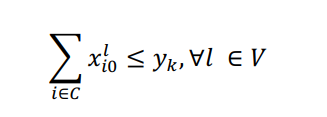 ∑_{i∈C} x_{i0}^{l} ≤ y_k, ∀l ∈ V